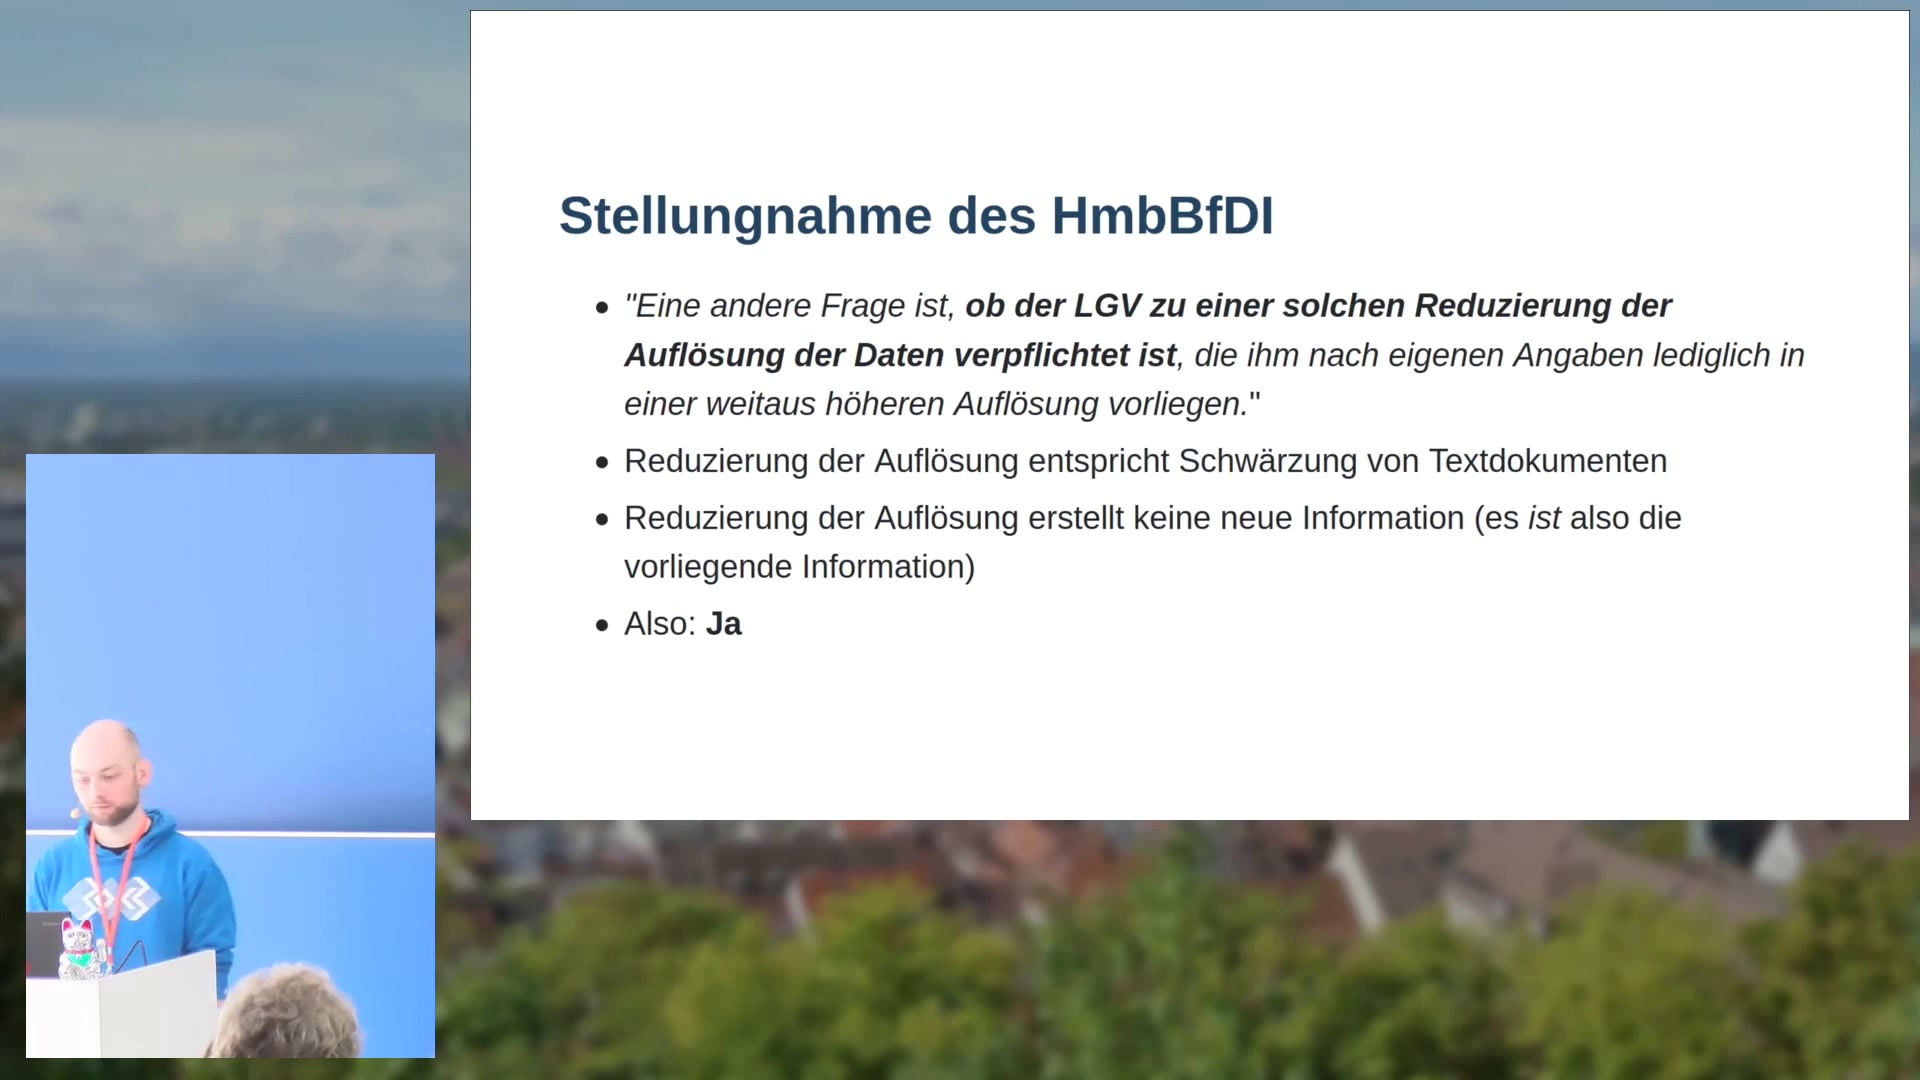 Stellungnahme des HmbBfDI
• "Eine andere Frage ist, ob der LGV zu einer solchen Reduzierung der
Auflösung der Daten verpflichtet ist, die ihm nach eigenen Angaben lediglich in
einer weitaus höheren Auflösung vorliegen."
• Reduzierung der Auflösung entspricht Schwärzung von Textdokumenten
• Reduzierung der Auflösung erstellt keine neue Information (es ist also die
vorliegende Information)
• Also: Ja